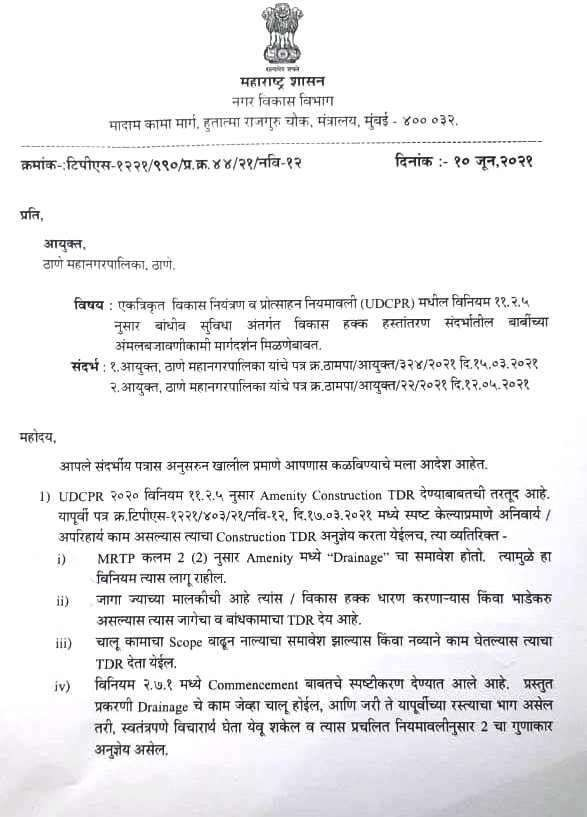 सत्यमेव जयते
महाराष्ट्र शासन
नगर विकास विभाग
मादाम कामा मार्ग, हुतात्मा राजगुरु चोक, मंत्रालय, मुंबई - ४०० ०३२.
क्रमांक-:टिपीएस-१२२१/९९०/प्र.क्र.४४/२१/नवि-१२ दिनांक :- १० जून,२०२१
प्रति,
आयुक्त,
ठाणे महानगरपालिका, ठाणे.
विषय : एकत्रिकृत विकास नियंत्रण व प्रोत्साहन नियमावली (UDCPR) मधील विनियम ११.२.५
नुसार बांधीव सुविधा अंतर्गत विकास हक्क हस्तांतरण संदर्भातील बाबींच्या
अंमलबजावणीकामी मार्गदर्शन मिळणेबाबत.
संदर्भ : १.आयुक्त, ठाणे महानगरपालिका यांचे पत्र क्र.ठामपा/आयुक्त/३२४/२०२१ दि.१५.०३.२०२१
२.आयुक्त, ठाणे महानगरपालिका यांचे पत्र क्र.ठामपा/आयुक्त/22/२०२१ दि.१२.०५.२०२१
महोदय,
आपले संदर्भीय पत्रास अनुसरुन खालील प्रमाणे आपणास कळविण्याचे मला आदेश आहेत.
1) UDCPR २०२० विनियम ११.२.५ नुसार Amenity Construction TDR देण्याबाबतची तरतूद आहे.
यापूर्वी पत्र क्र.टिपीएस-१२२१/४०३/२१/नवि-१२, दि.१७.०३.२०२१ मध्ये स्पष्ट केल्याप्रमाणे अनिवार्य /
अपरिहार्य काम असल्यास त्याचा Construction TDR अनुज्ञेय करता येईलच, त्या व्यतिरिक्त -
i) MRTP कलम 2 (2) नुसार Amenity मध्ये “Drainage” चा समावेश होतो. त्यामुळे हा
विनियम त्यास लागू राहील.
ii) जागा ज्याच्या मालकीची आहे त्यांस / विकास हक्क धारण करणाऱ्यास किंवा भाडेकरु
असल्यास त्यास जागेचा व बांधकामाचा TDR देय आहे.
iii) चालू कामाचा Scope वाढून नाल्याचा समावेश झाल्यास किंवा नव्याने काम घेतल्यास त्याचा
TDR देता येईल.
iv) विनियम २.७.१ मध्ये Commencement बाबतचे स्पष्टीकरण देण्यात आले आहे. प्रस्तुत
प्रकरणी Drainage चे काम जेव्हा चालू होईल, आणि जरी ते यापूर्वीच्या रस्त्याचा भाग असेल
तरी, स्वतंत्रपणे विचारार्थ घेता येवू शकेल व त्यास प्रचलित नियमावलीनुसार 2 चा गुणाकार
अनुज्ञेय असेल.